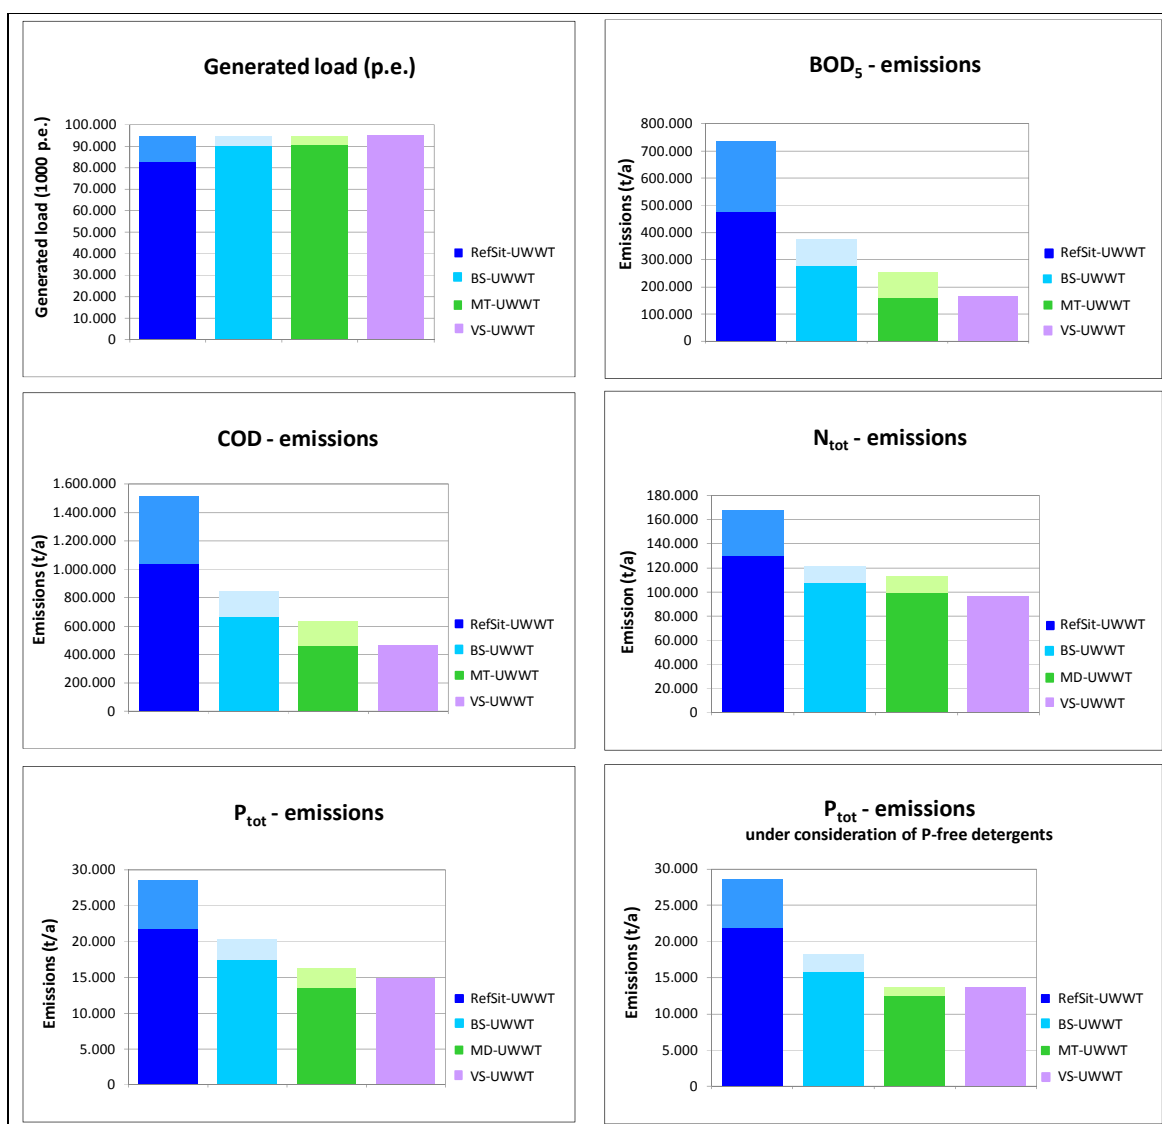 Generated load (p.e.)
Generated load (1000 p.e.)
100.000
90.000
80.000
70.000
60.000
50.000
40.000
30.000
20.000
10.000
0
RefSit-UWWT
BS-UWWT
MT-UWWT
VS-UWWT
BOD5 - emissions
Emissions (t/a)
800.000
700.000
600.000
500.000
400.000
300.000
200.000
100.000
0
RefSit-UWWT
BS-UWWT
MT-UWWT
VS-UWWT
COD - emissions
Emissions (t/a)
1.600.000
1.400.000
1.200.000
1.000.000
800.000
600.000
400.000
200.000
0
RefSit-UWWT
BS-UWWT
MT-UWWT
VS-UWWT
Ntot - emissions
Emission (t/a)
180.000
160.000
140.000
120.000
100.000
80.000
60.000
40.000
20.000
0
RefSit-UWWT
BS-UWWT
MD-UWWT
VS-UWWT
Ptot - emissions
Emissions (t/a)
30.000
25.000
20.000
15.000
10.000
5.000
0
RefSit-UWWT
BS-UWWT
MD-UWWT
VS-UWWT
Ptot - emissions
under consideration of P-free detergents
Emissions (t/a)
30.000
25.000
20.000
15.000
10.000
5.000
0
RefSit-UWWT
BS-UWWT
MT-UWWT
VS-UWWT